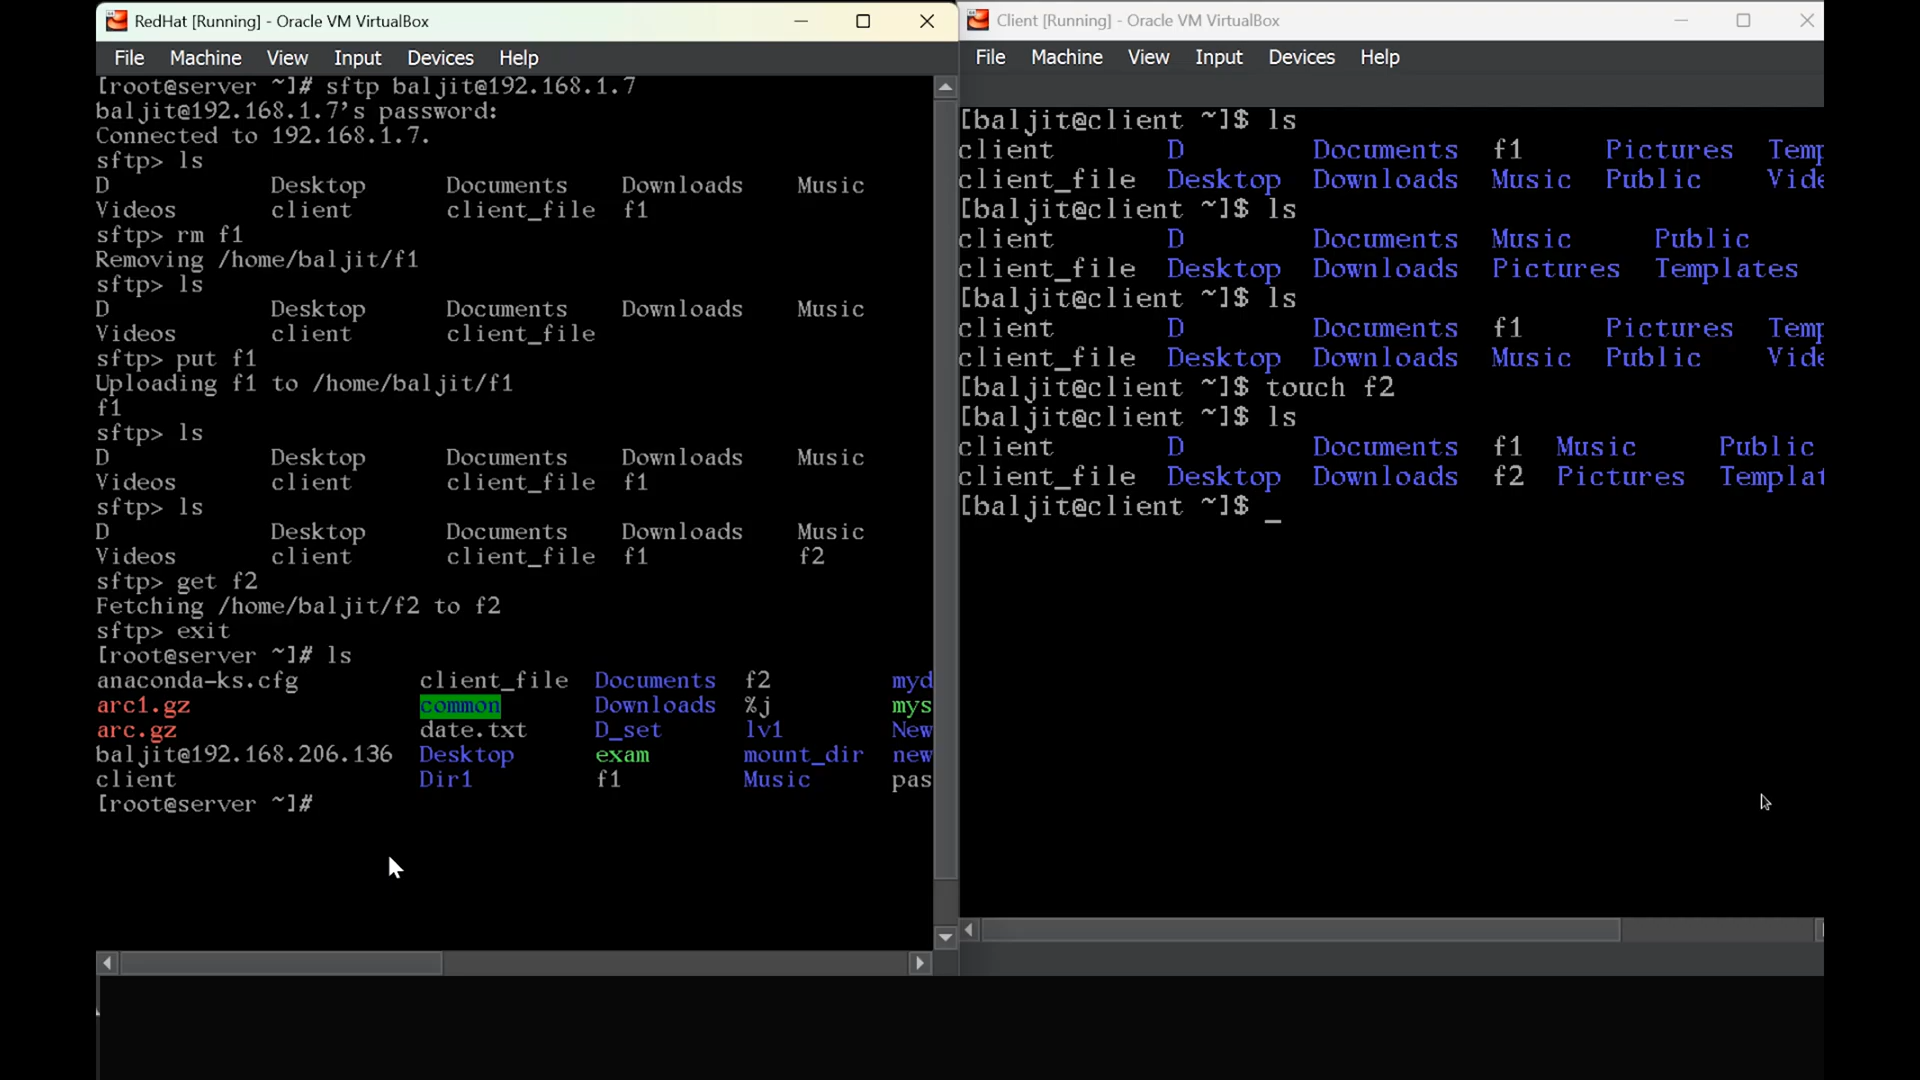 RedHat [Running] - Oracle VM VirtualBox
File Machine View Input Devices Help
[root@server ~]# sftp baljit@192.168.1.7
baljit@192.168.1.7's password:
Connected to 192.168.1.7.
sftp> ls
D Desktop Documents Downloads Music
Videos client client_file f1
sftp> rm f1
Removing /home/baljit/f1
sftp> ls
D Desktop Documents Downloads Music
Videos client client_file
sftp> put f1
Uploading f1 to /home/baljit/f1
f1
sftp> ls
D Desktop Documents Downloads Music
Videos client client_file f1
sftp> ls
D Desktop Documents Downloads Music
Videos client client_file f1 f2
sftp> get f2
Fetching /home/baljit/f2 to f2
sftp> exit
[root@server ~]# ls
anaconda-ks.cfg client_file Documents f2 myd
arc1.gz common Downloads %j mys
arc.gz date.txt D_set lv1 New
baljit@192.168.206.136 Desktop exam mount_dir new
client Dir1 f1 Music pas
[root@server ~]#
Client [Running] - Oracle VM VirtualBox
File Machine View Input Devices Help
[baljit@client ~]$ ls
client D Documents f1 Pictures Temp
client_file Desktop Downloads Music Public Vide
[baljit@client ~]$ ls
client D Documents Music Public
client_file Desktop Downloads Pictures Templates
[baljit@client ~]$ ls
client D Documents f1 Pictures Temp
client_file Desktop Downloads Music Public Vide
[baljit@client ~]$ touch f2
[baljit@client ~]$ ls
client D Documents f1 Music Public
client_file Desktop Downloads f2 Pictures Templat
[baljit@client ~]$ _